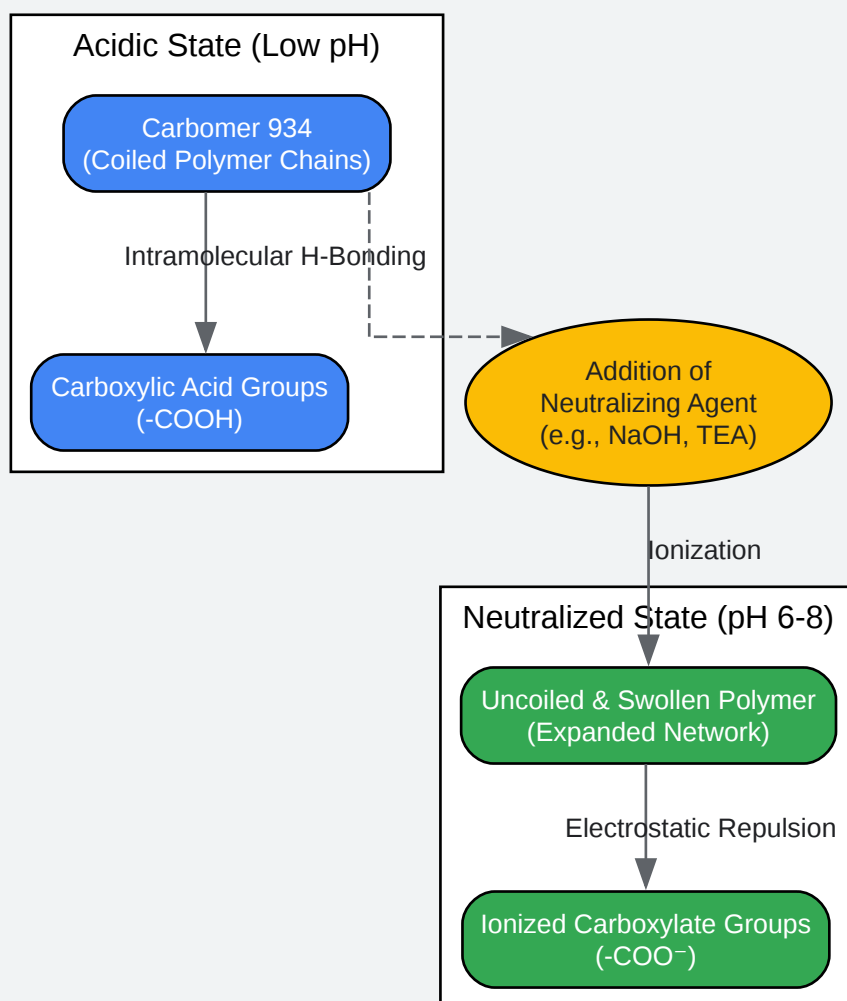 Acidic State (Low pH)
Carbomer 934
(Coiled Polymer Chains)
Intramolecular H-Bonding
Carboxylic Acid Groups
(-COOH)
Addition of
Neutralizing Agent
(e.g., NaOH, TEA)
Ionization
Neutralized State (pH 6-8)
Uncoiled & Swollen Polymer
(Expanded Network)
Electrostatic Repulsion
Ionized Carboxylate Groups
(-COO⁻)